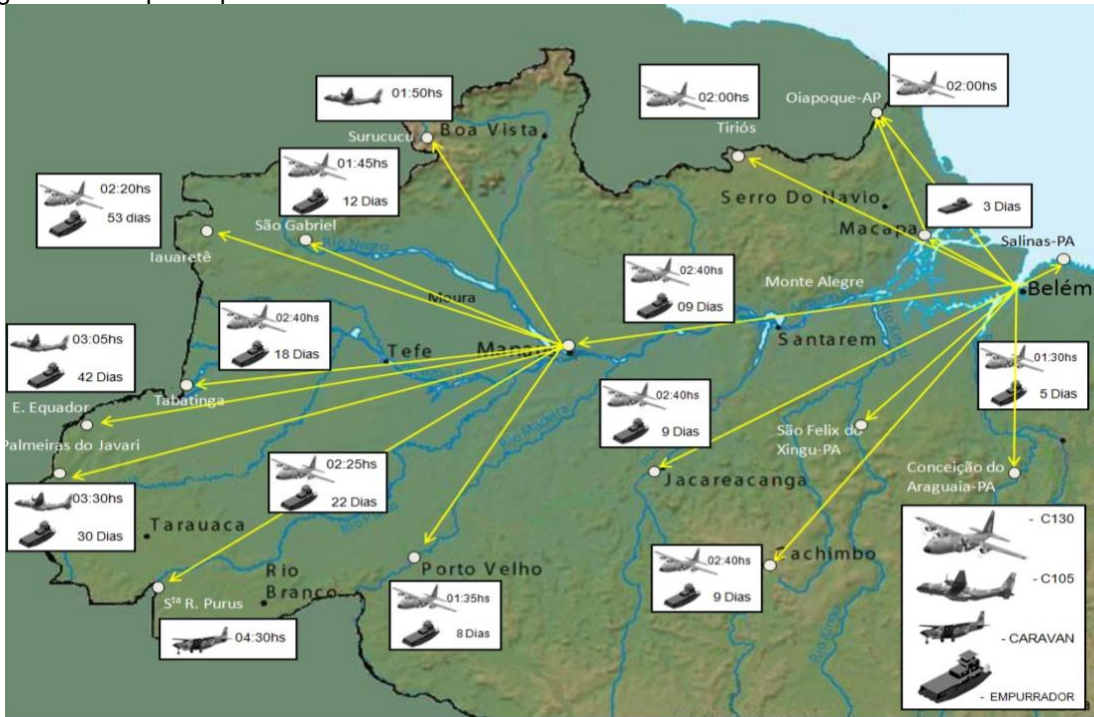 01:50hs
02:00hs
Oiapoque-AP
02:00hs
Surucucu
Boa Vista
Tiriós
02:20hs
53 dias
01:45hs
12 Dias
Serro Do Navio
3 Dias
São Gabriel
Macapa
Salinas-PA
Rio Negro
Iauaretê
02:40hs
09 Dias
Monte Alegre
Belém
Moura
02:40hs
18 Dias
Santarem
03:05hs
42 Dias
Tefe
01:30hs
5 Dias
Tabatinga
02:40hs
9 Dias
E. Equador
Rio Madeira
São Felix do
Xingu-PA
Palmeiras do Javari
02:25hs
22 Dias
Jacareacanga
Conceição do
Araguaia-PA
03:30hs
30 Dias
Tarauaca
- C130
Cachimbo
02:40hs
9 Dias
Porto Velho
Rio
Branco
- C105
Sta R. Purus
01:35hs
8 Dias
04:30hs
- CARAVAN
- EMPURRADOR